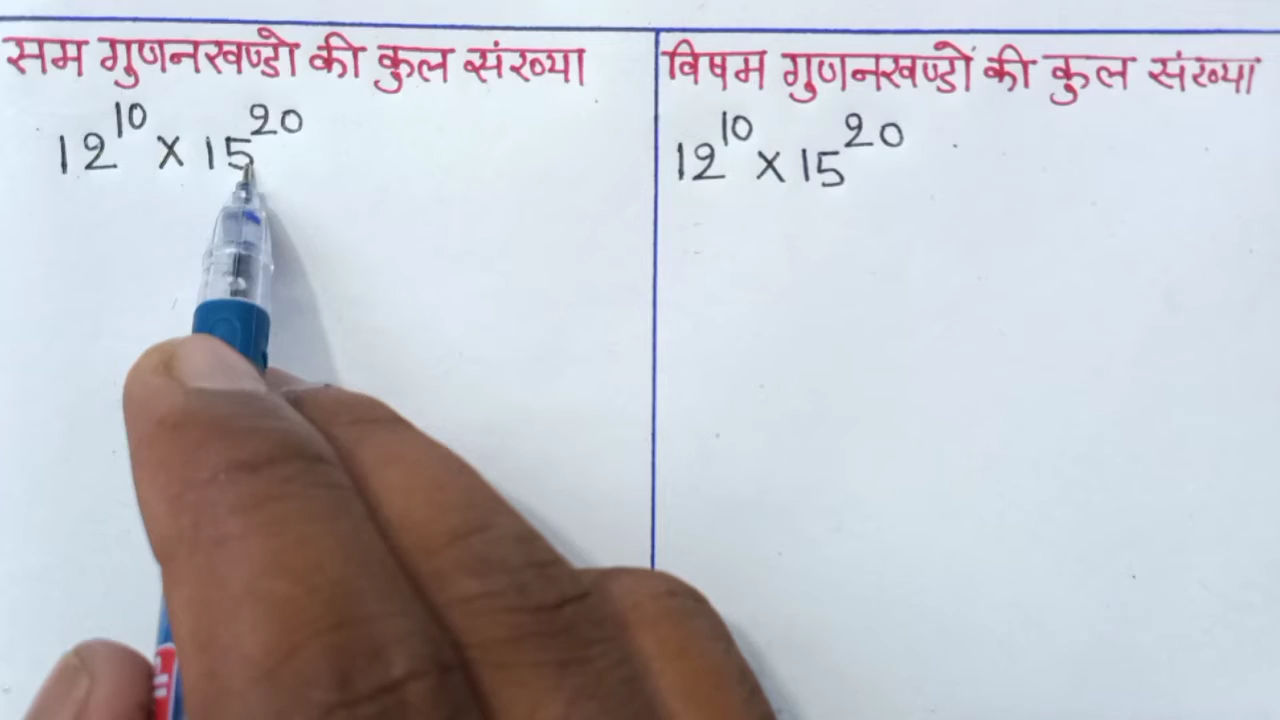 सम गुणनखण्डो की कुल संख्या
12^10 × 15^20
विषम गुणनखण्डों की कुल संख्या
12^10 × 15^20